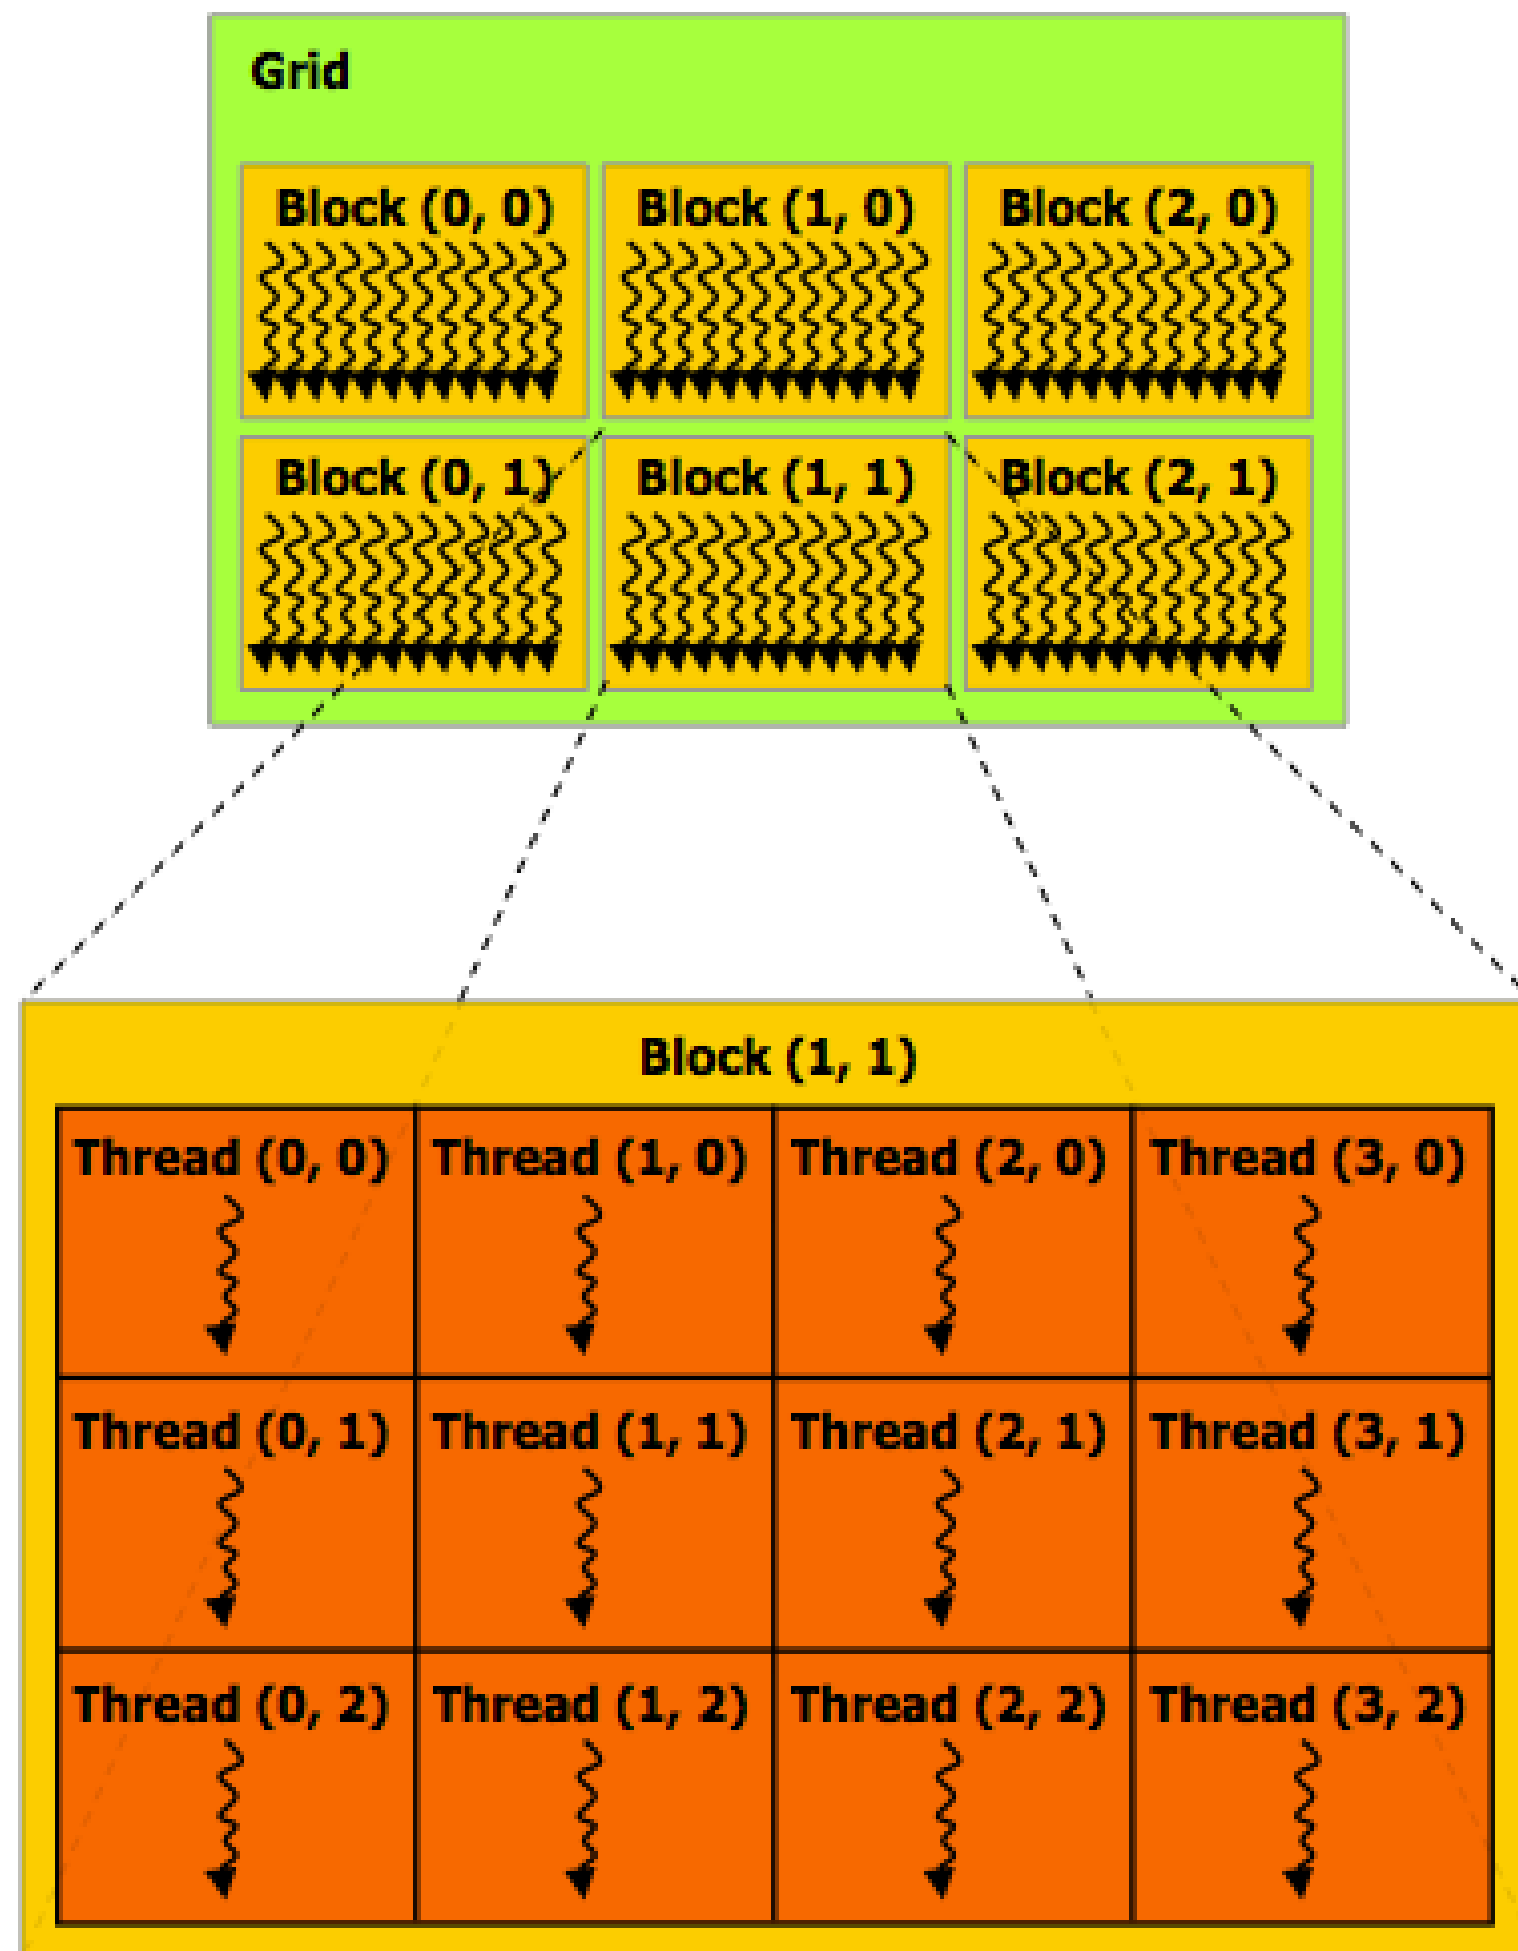 Grid
Block (0, 0) Block (1, 0) Block (2, 0)
Block (0, 1) Block (1, 1) Block (2, 1)
Block (1, 1)
Thread (0, 0) Thread (1, 0) Thread (2, 0) Thread (3, 0)
Thread (0, 1) Thread (1, 1) Thread (2, 1) Thread (3, 1)
Thread (0, 2) Thread (1, 2) Thread (2, 2) Thread (3, 2)